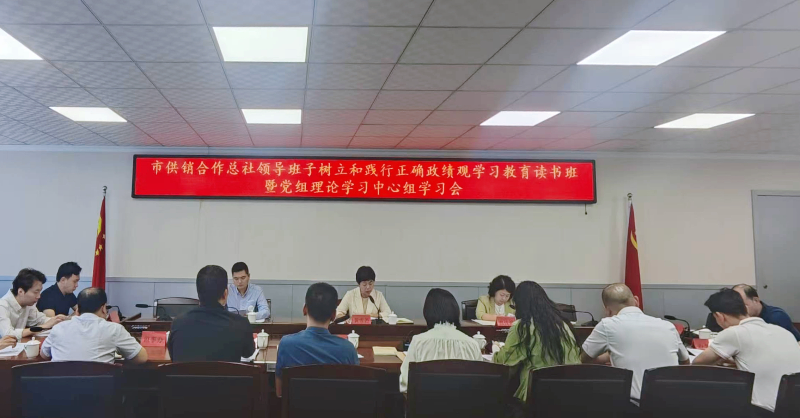 市供销合作总社领导班子树立和践行正确政绩观学习教育读书班
暨党组理论学习中心组学习会